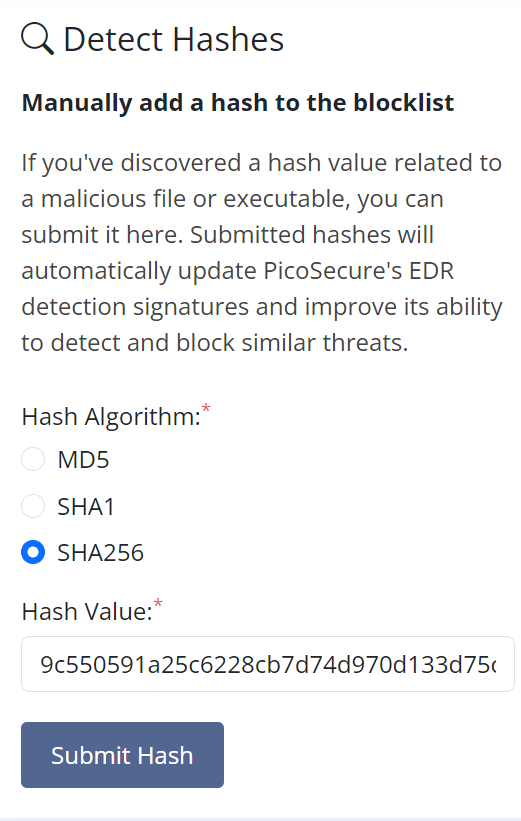 Detect Hashes
Manually add a hash to the blocklist
If you've discovered a hash value related to
a malicious file or executable, you can
submit it here. Submitted hashes will
automatically update PicoSecure's EDR
detection signatures and improve its ability
to detect and block similar threats.
Hash Algorithm:*
MD5
SHA1
SHA256
Hash Value:*
9c550591a25c6228cb7d74d970d133d75c
Submit Hash